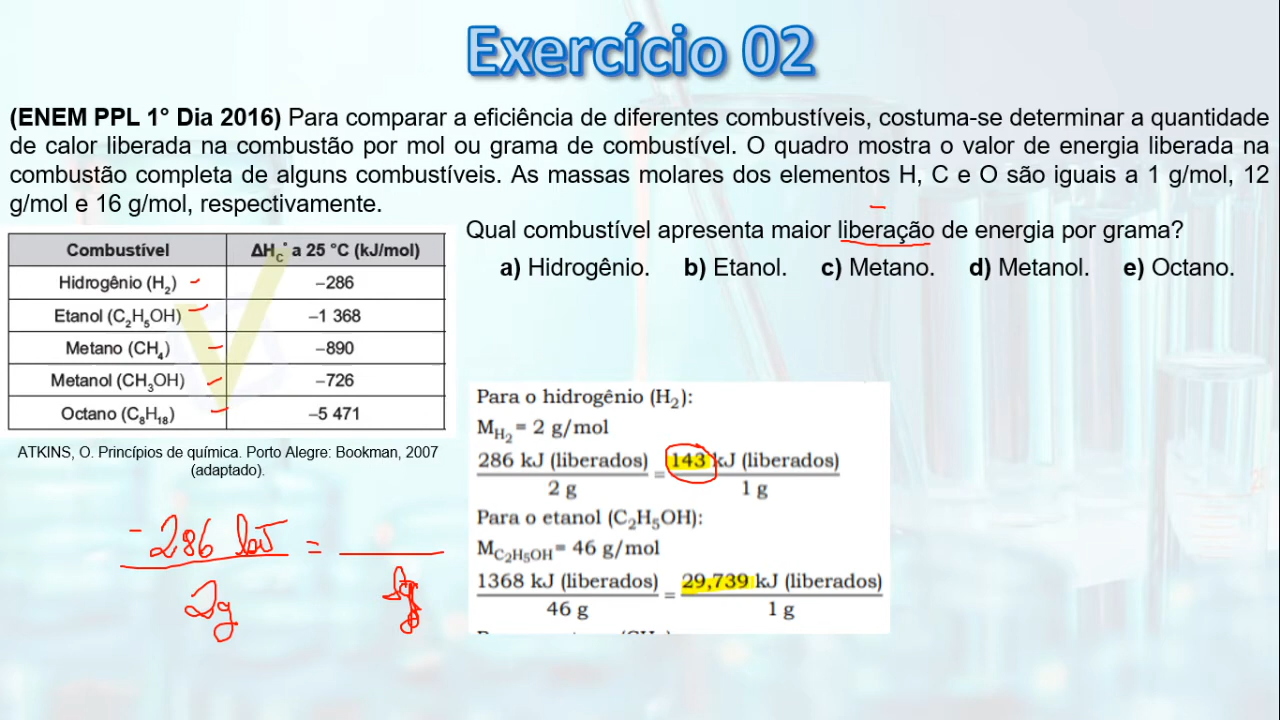 Exercício 02
(ENEM PPL 1° Dia 2016) Para comparar a eficiência de diferentes combustíveis, costuma-se determinar a quantidade
de calor liberada na combustão por mol ou grama de combustível. O quadro mostra o valor de energia liberada na
combustão completa de alguns combustíveis. As massas molares dos elementos H, C e O são iguais a 1 g/mol, 12
g/mol e 16 g/mol, respectivamente.
Qual combustível apresenta maior liberação de energia por grama?
a) Hidrogênio. b) Etanol. c) Metano. d) Metanol. e) Octano.
Combustível ΔH°C a 25 °C (kJ/mol)
Hidrogênio (H2) –286
Etanol (C2H5OH) –1 368
Metano (CH4) –890
Metanol (CH3OH) –726
Octano (C8H18) –5 471
ATKINS, O. Princípios de química. Porto Alegre: Bookman, 2007
(adaptado).
Para o hidrogênio (H2):
MH2 = 2 g/mol
286 kJ (liberados) = 143 kJ (liberados)
2 g 1 g
Para o etanol (C2H5OH):
MC2H5OH = 46 g/mol
1368 kJ (liberados) = 29,739 kJ (liberados)
46 g 1 g
-286 kJ =
2g